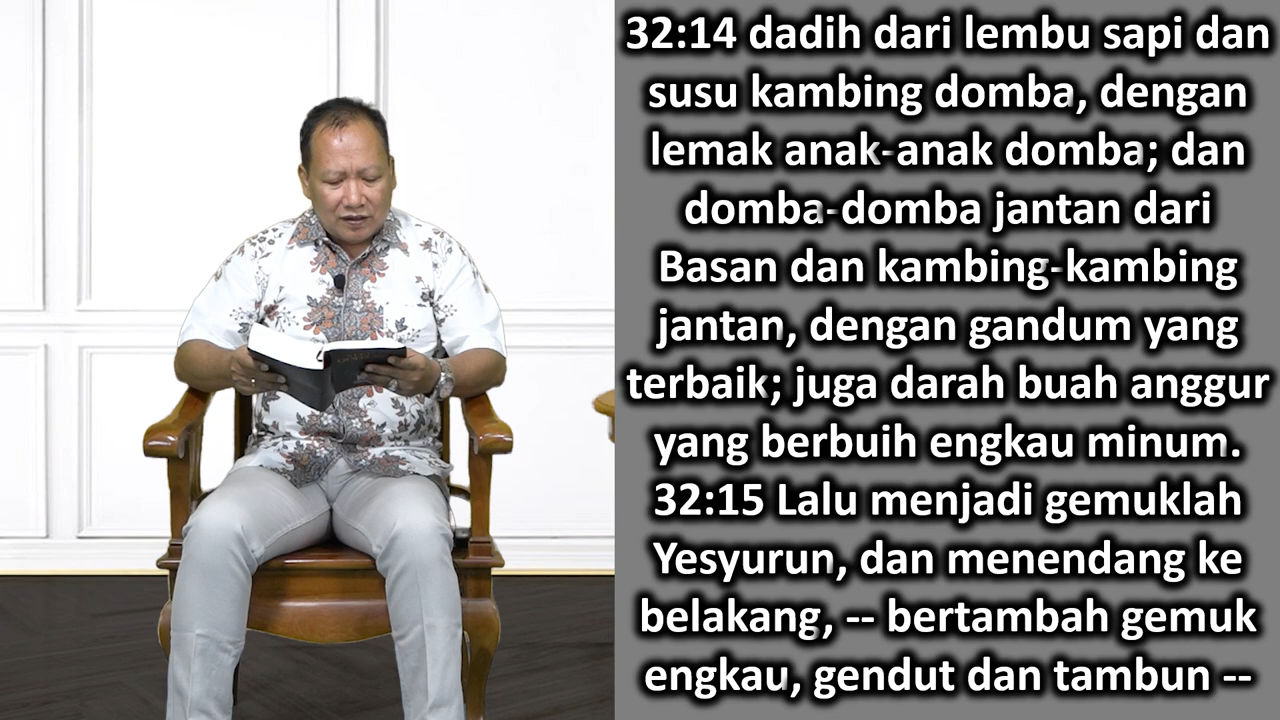 32:14 dadih dari lembu sapi dan
susu kambing domba, dengan
lemak anak-anak domba; dan
domba-domba jantan dari
Basan dan kambing-kambing
jantan, dengan gandum yang
terbaik; juga darah buah anggur
yang berbuih engkau minum.
32:15 Lalu menjadi gemuklah
Yesyurun, dan menendang ke
belakang, -- bertambah gemuk
engkau, gendut dan tambun --